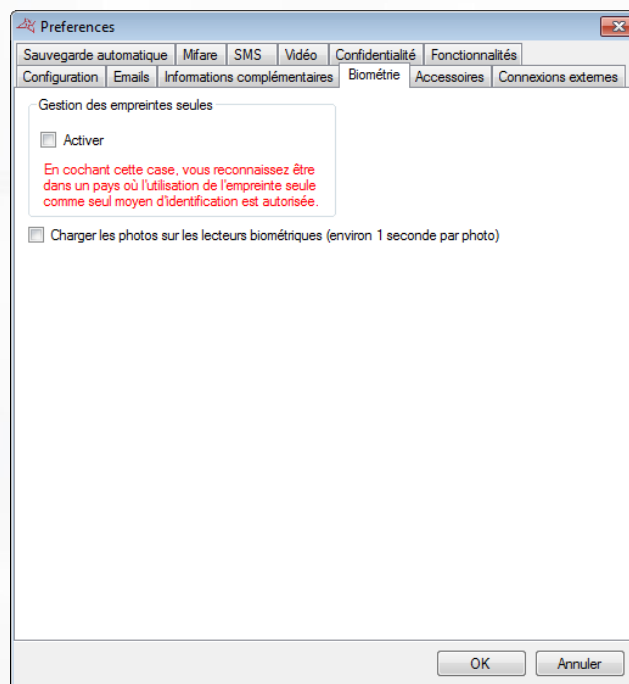 Preferences
Sauvegarde automatique Mifare SMS Vidéo Confidentialité Fonctionnalités
Configuration Emails Informations complémentaires Biométrie Accessoires Connexions externes
Gestion des empreintes seules
Activer
En cochant cette case, vous reconnaissez être
dans un pays où l'utilisation de l'empreinte seule
comme seul moyen d'identification est autorisée.
Charger les photos sur les lecteurs biométriques (environ 1 seconde par photo)
OK Annuler